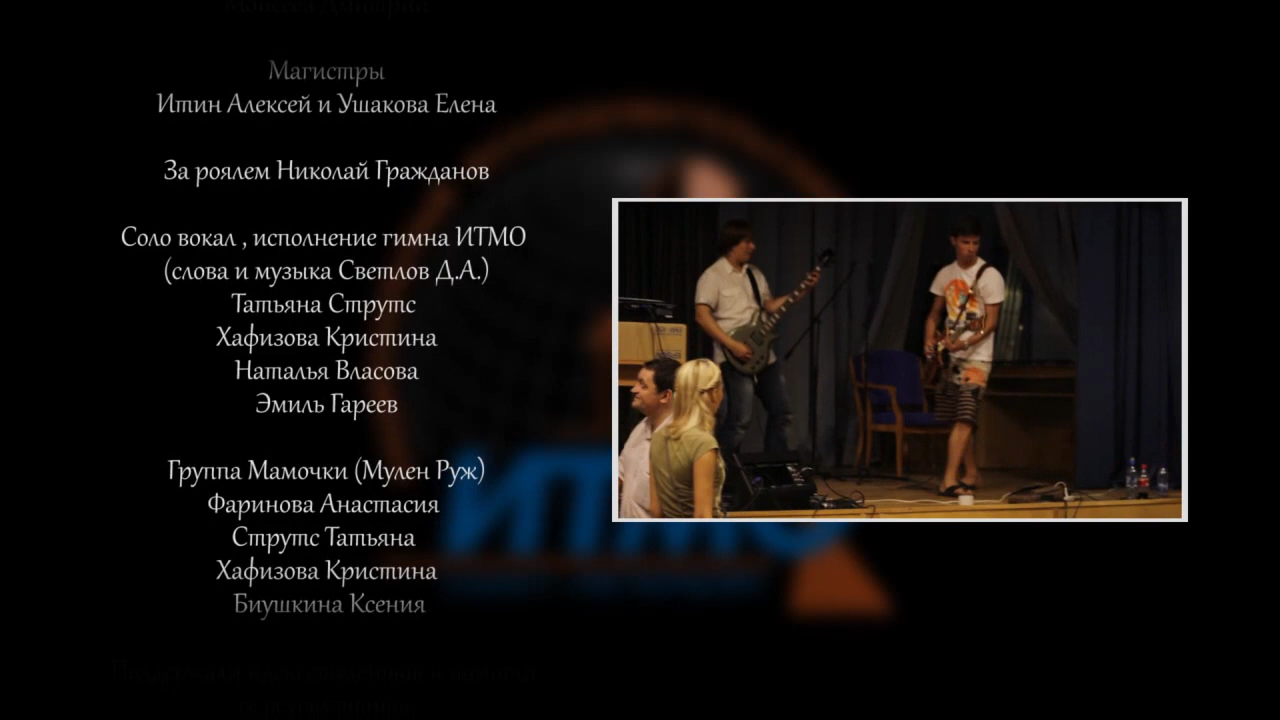 Магистры
Итин Алексей и Ушакова Елена
За роялем Николай Гражданов
Соло вокал , исполнение гимна ИТМО
(слова и музыка Светлов Д.А.)
Татьяна Струтс
Хафизова Кристина
Наталья Власова
Эмиль Гареев
Группа Мамочки (Мулен Руж)
Фаринова Анастасия
Струтс Татьяна
Хафизова Кристина
Биушкина Ксения
ИТМО